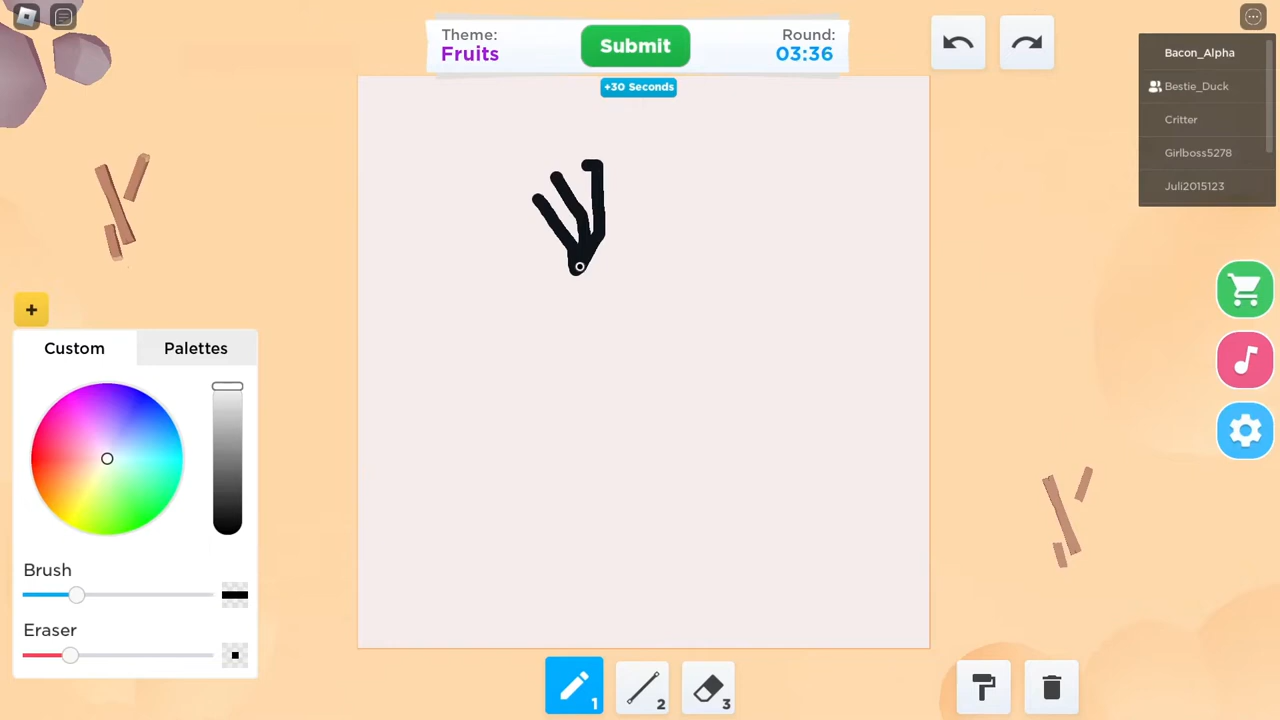 Theme:
Fruits
Submit
Round:
03:36
+30 Seconds
Bacon_Alpha
Bestie_Duck
Critter
Girlboss5278
Juli2015123
+
Custom
Palettes
Brush
Eraser
1
2
3